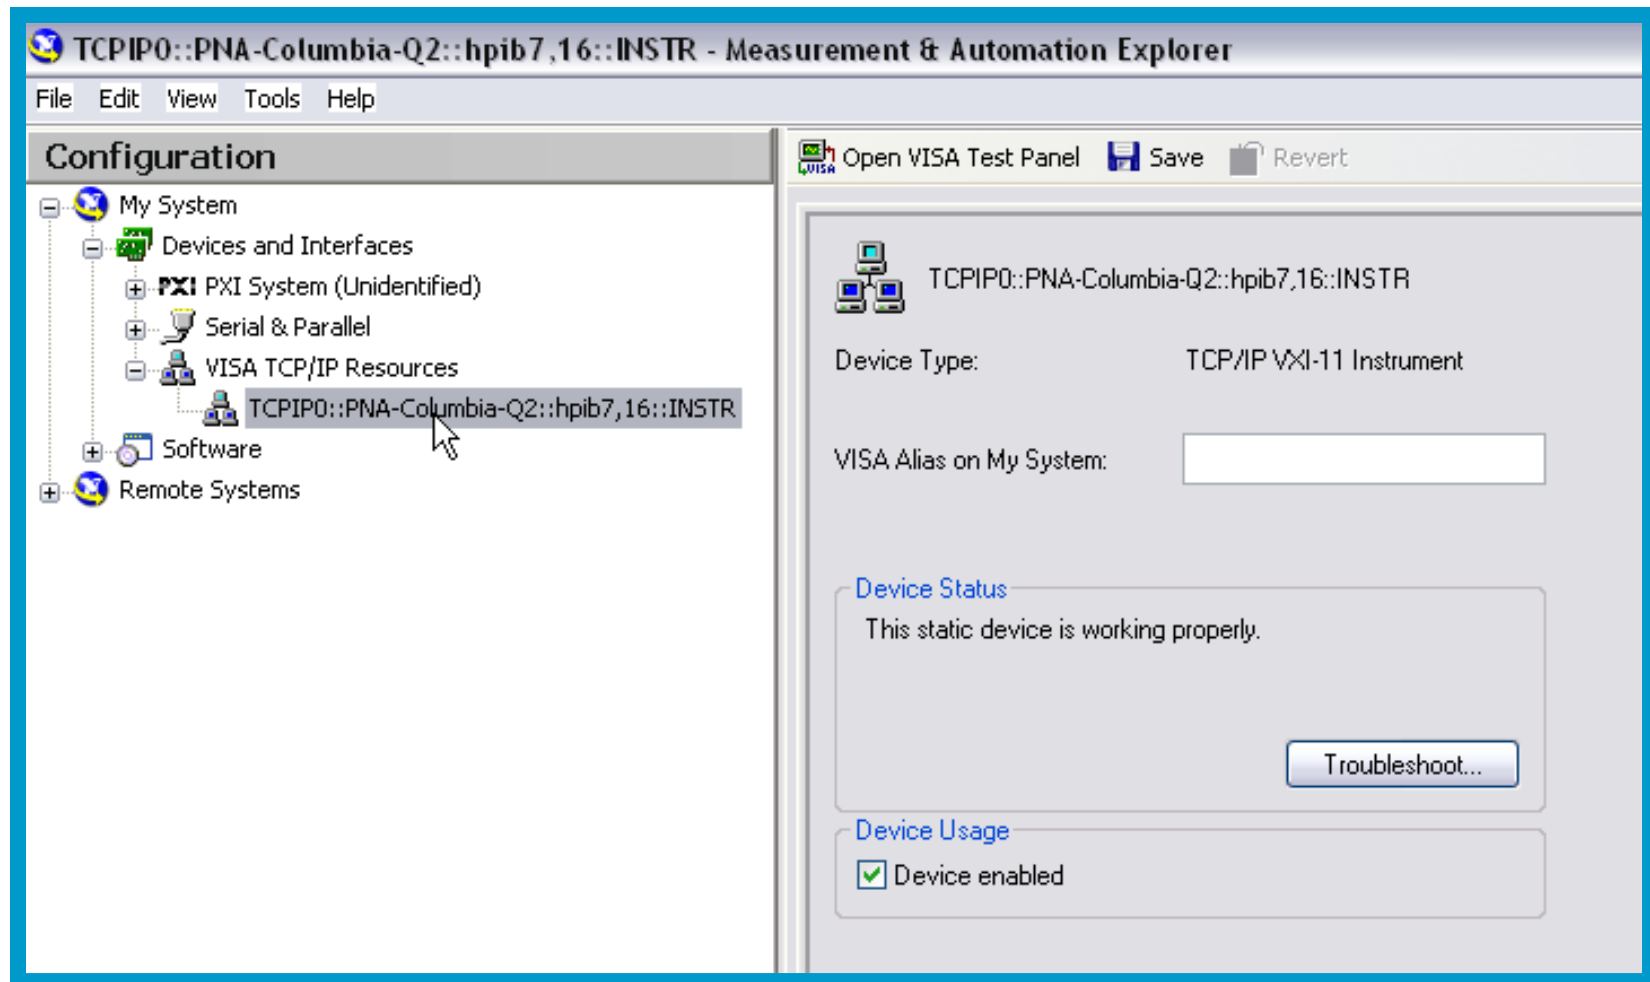 TCPIP0::PNA-Columbia-Q2::hpib7,16::INSTR - Measurement & Automation Explorer
File Edit View Tools Help
Configuration
My System
Devices and Interfaces
PXI PXI System (Unidentified)
Serial & Parallel
VISA TCP/IP Resources
TCPIP0::PNA-Columbia-Q2::hpib7,16::INSTR
Software
Remote Systems
VISA Open VISA Test Panel Save Revert
TCPIP0::PNA-Columbia-Q2::hpib7,16::INSTR
Device Type: TCP/IP VXI-11 Instrument
VISA Alias on My System:
Device Status
This static device is working properly.
Troubleshoot...
Device Usage
Device enabled